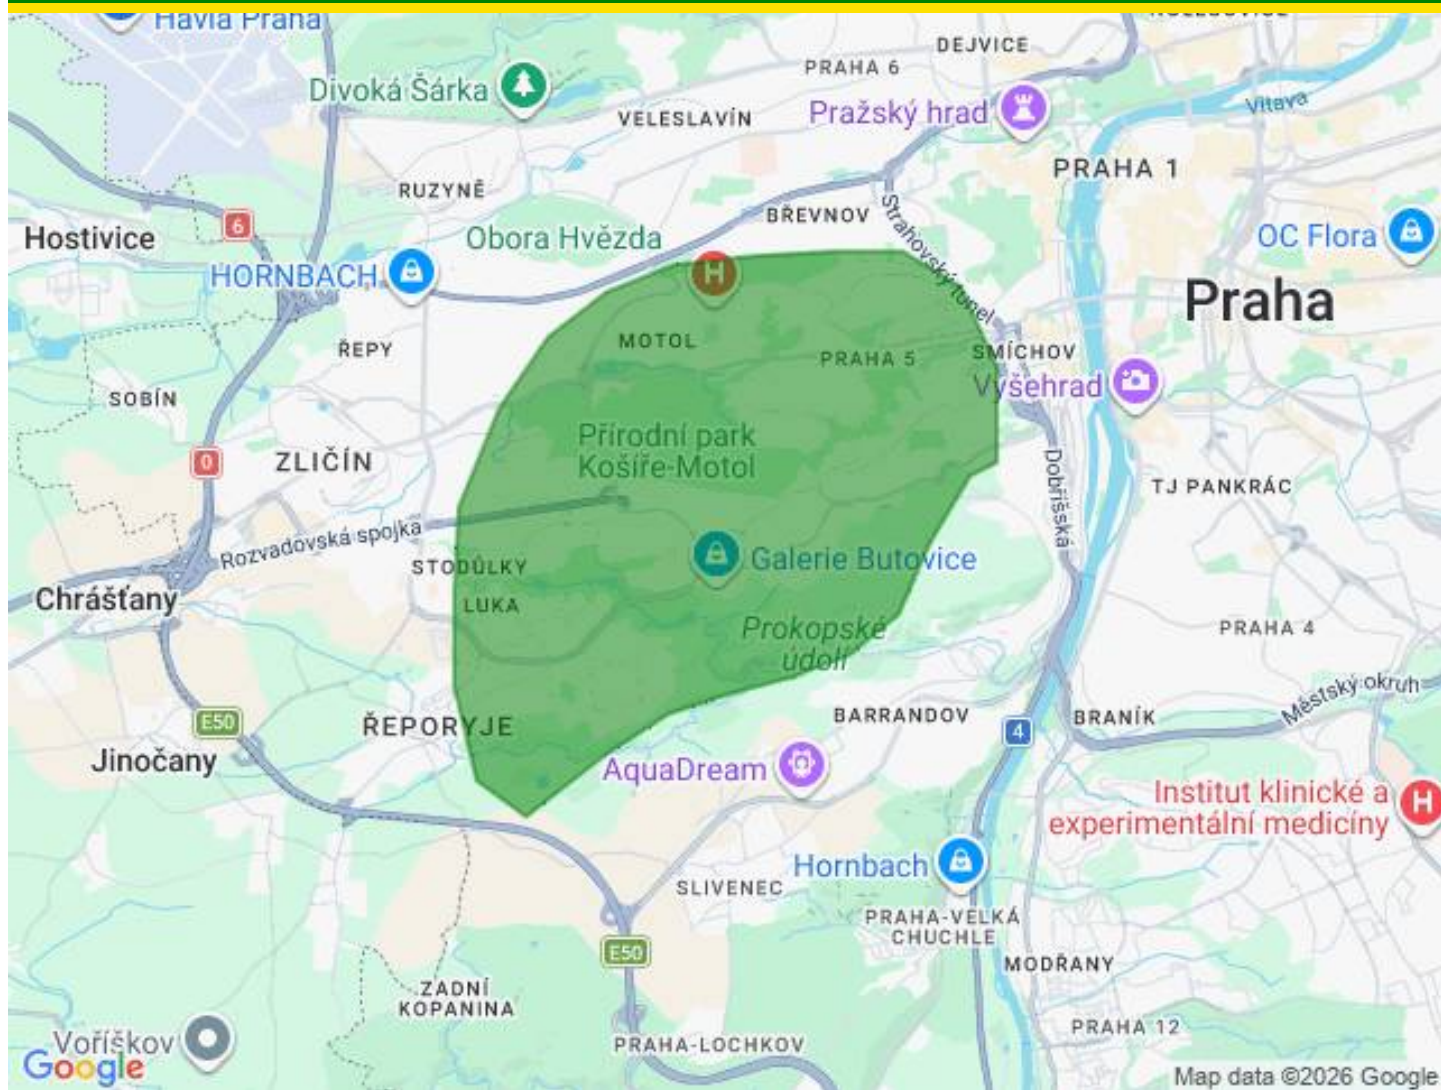 Havla Praha
DEJVICE
PRAHA 6
Divoká Šárka
VELESLAVÍN
Pražský hrad
Vltava
PRAHA 1
RUZYNĚ
BŘEVNOV
Strahovský tunel
6
Hostivice
Obora Hvězda
OC Flora
HORNBACH
H
Praha
MOTOL
ŘEPY
PRAHA 5
SMÍCHOV
Vyšehrad
SOBÍN
Přírodní park
Košíře-Motol
ZLIČÍN
0
Dobříšská
TJ PANKRÁC
Rozvadovská spojka
STODŮLKY
Galerie Butovice
Chrášťany
LUKA
Prokopské
údolí
PRAHA 4
Městský okruh
E50
ŘEPORYJE
BARRANDOV
BRANÍK
4
Jinočany
AquaDream
Institut klinické a
experimentální medicíny
H
Hornbach
SLIVENEC
PRAHA-VELKÁ
CHUCHLE
E50
MODŘANY
ZADNÍ
KOPANINA
PRAHA 12
Voříškov
PRAHA-LOCHKOV
Google
Map data ©2026 Google